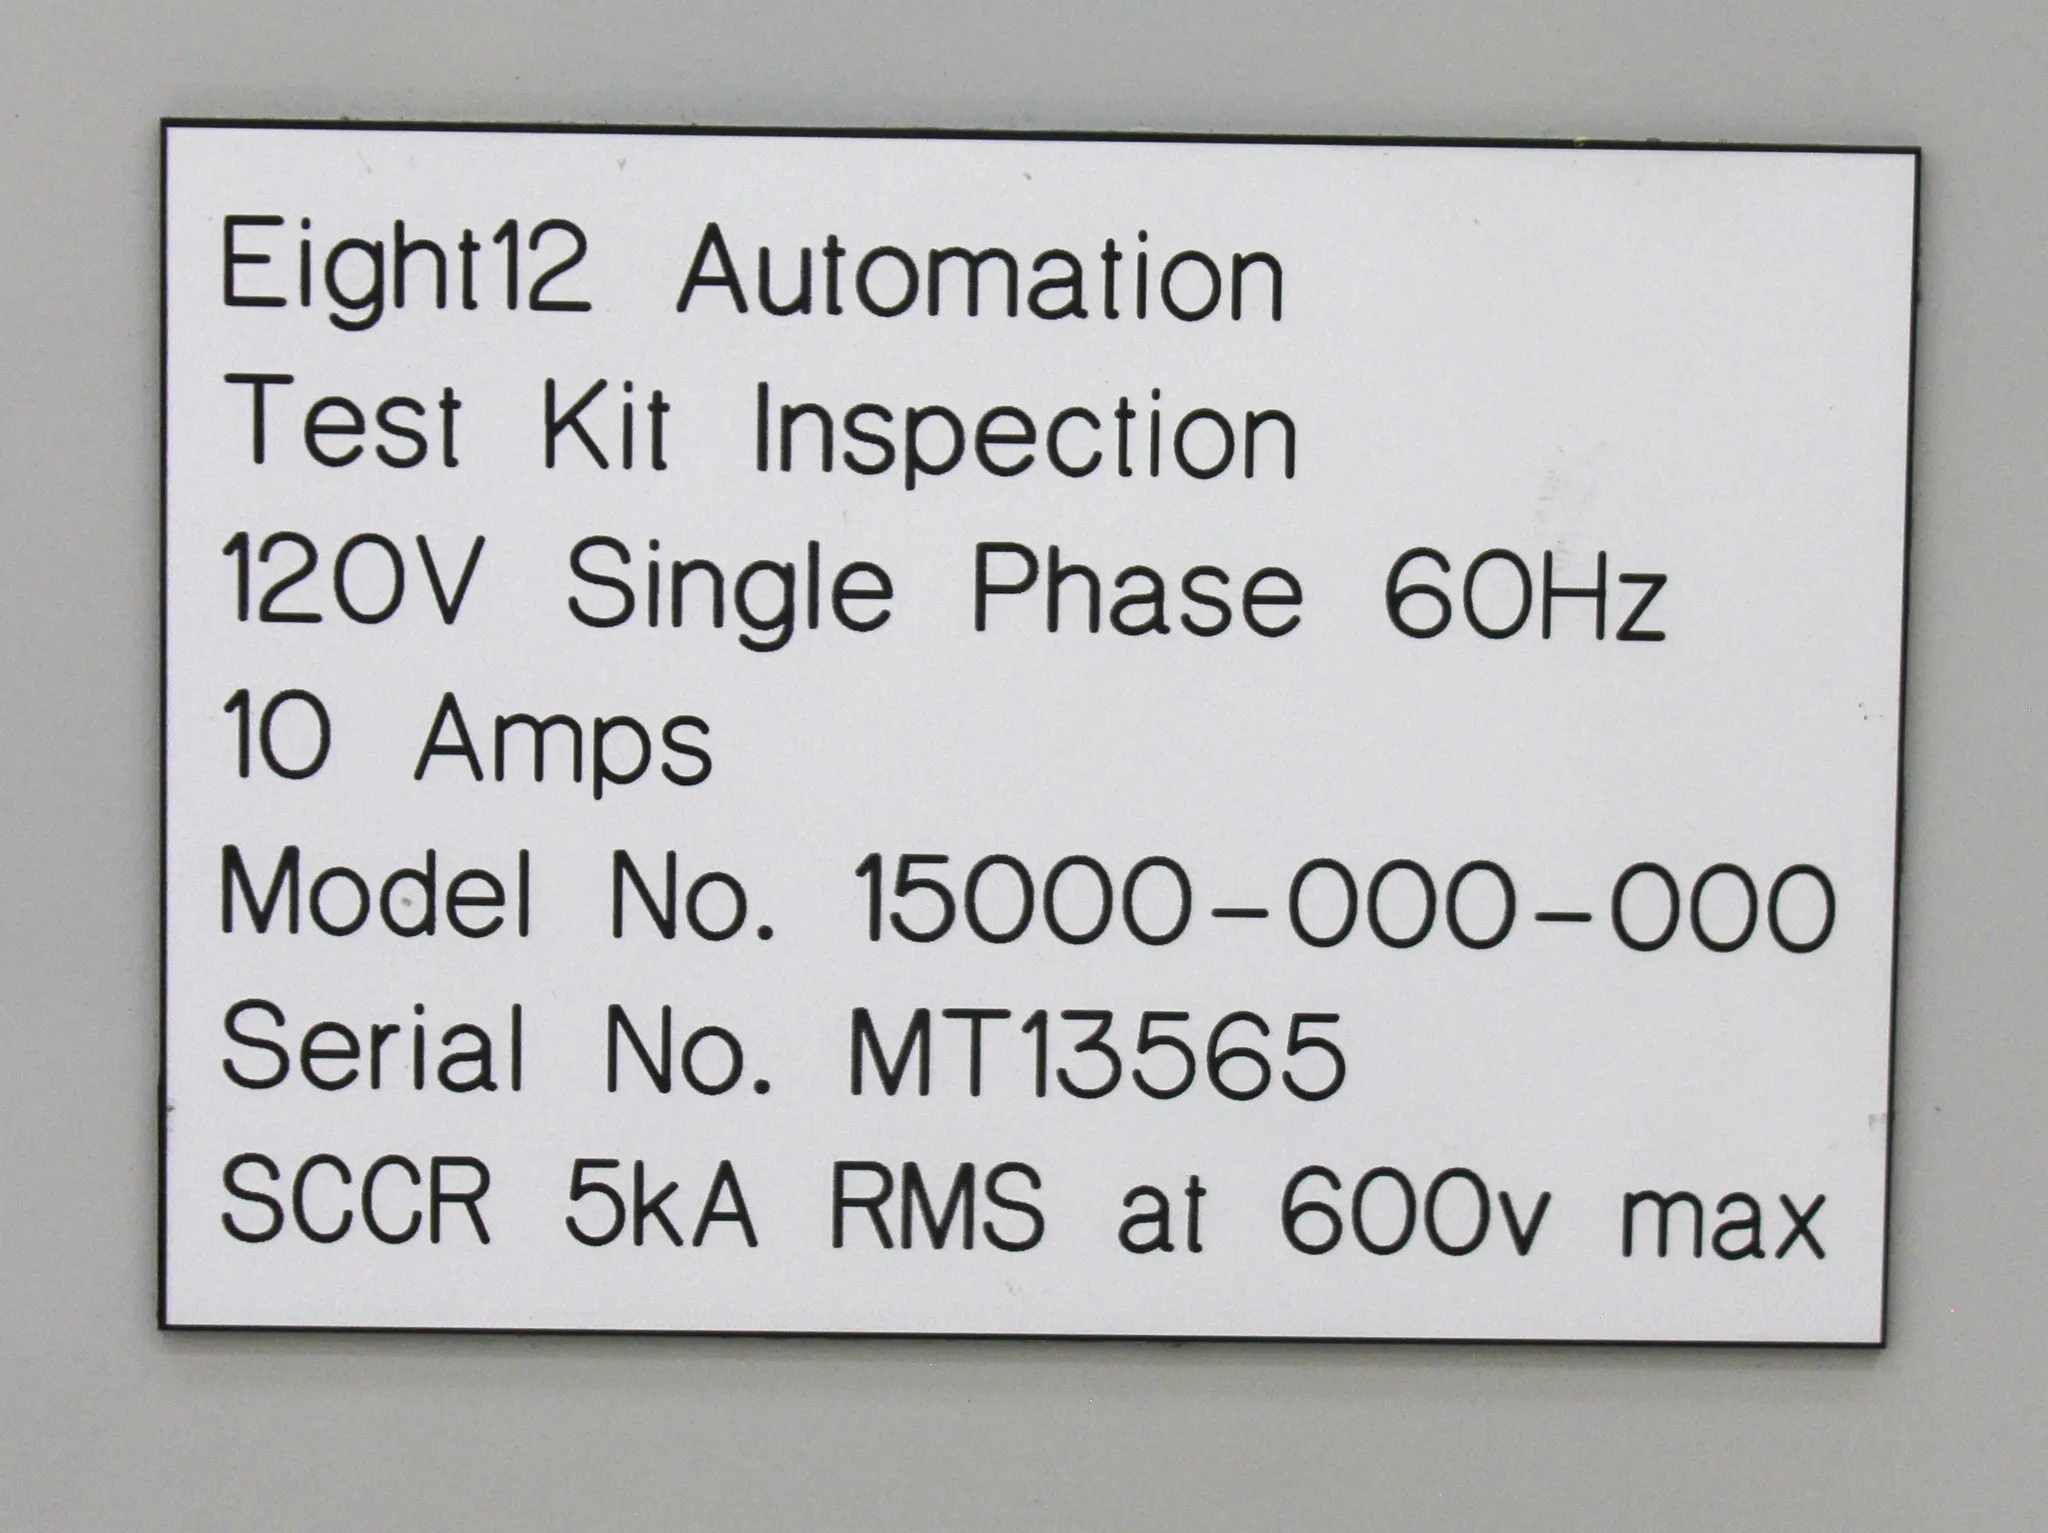 Eight12 Automation
Test Kit Inspection
120V Single Phase 60Hz
10 Amps
Model No. 15000-000-000
Serial No. MT13565
SCCR 5kA RMS at 600v max